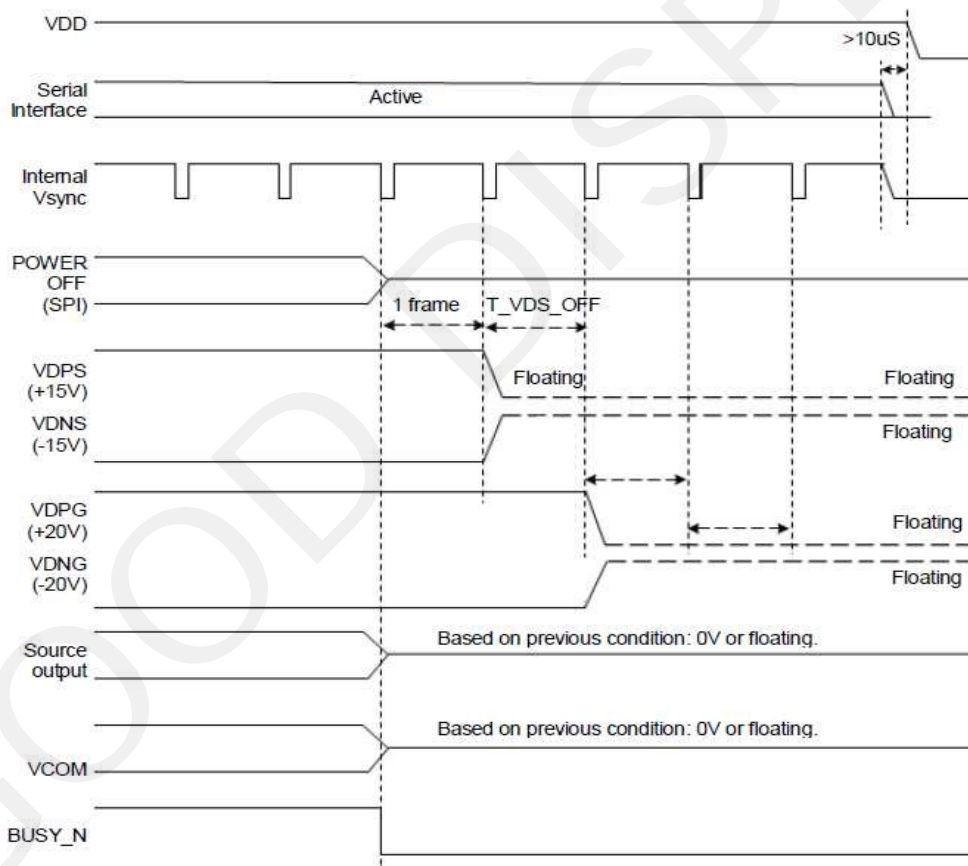 VDD
>10uS
Serial
Interface
Active
Internal
Vsync
POWER
OFF
(SPI)
1 frame
T_VDS_OFF
VDPS
(+15V)
Floating
Floating
VDNS
(-15V)
Floating
VDPG
(+20V)
Floating
VDNG
(-20V)
Floating
Source
output
Based on previous condition: 0V or floating.
VCOM
Based on previous condition: 0V or floating.
BUSY_N
GOOD DISPL